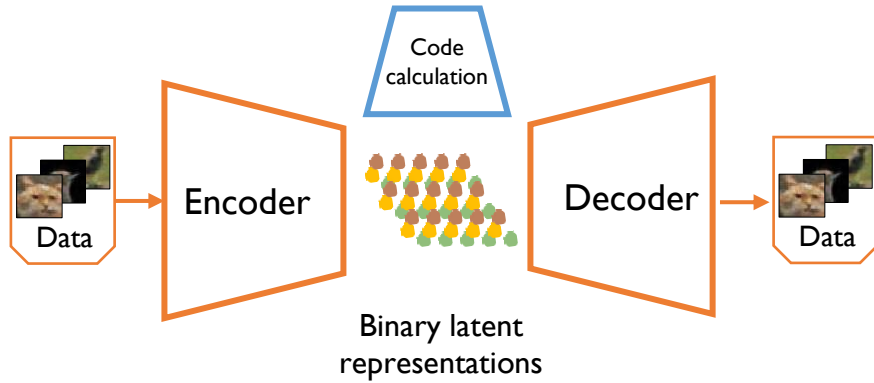 Code
calculation
Encoder
Decoder
Data
Data
Binary latent
representations